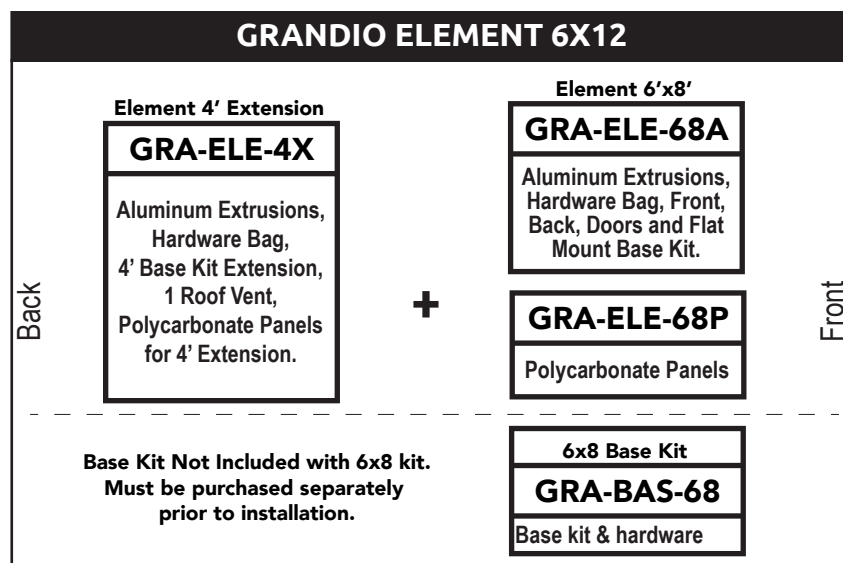 GRANDIO ELEMENT 6X12
Back
Element 4' Extension
GRA-ELE-4X
Aluminum Extrusions,
Hardware Bag,
4' Base Kit Extension,
1 Roof Vent,
Polycarbonate Panels
for 4' Extension.
+
Element 6'x8'
GRA-ELE-68A
Aluminum Extrusions,
Hardware Bag, Front,
Back, Doors and Flat
Mount Base Kit.
GRA-ELE-68P
Polycarbonate Panels
Front
Base Kit Not Included with 6x8 kit.
Must be purchased separately
prior to installation.
6x8 Base Kit
GRA-BAS-68
Base kit & hardware